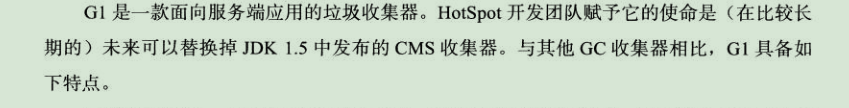 G1 是一款面向服务端应用的垃圾收集器。HotSpot 开发团队赋予它的使命是（在比较长
期的）未来可以替换掉 JDK 1.5 中发布的 CMS 收集器。与其他 GC 收集器相比，G1 具备如
下特点。